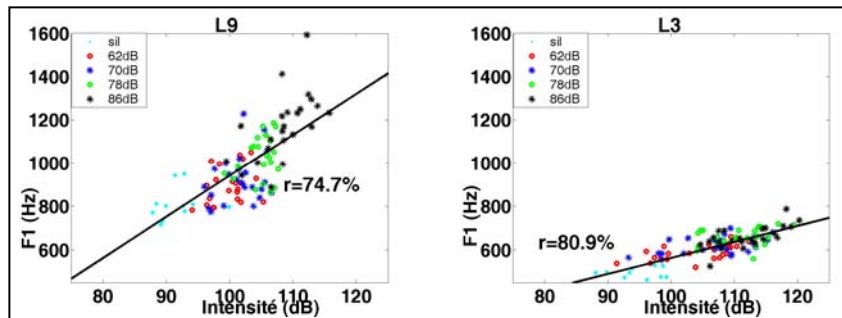 L9
1600
1400
1200
1000
800
600
F1 (Hz)
sil
62dB
70dB
78dB
86dB
r=74.7%
80 90 100 110 120
Intensité (dB)
L3
1600
1400
1200
1000
800
600
F1 (Hz)
sil
62dB
70dB
78dB
86dB
r=80.9%
80 90 100 110 120
Intensité (dB)